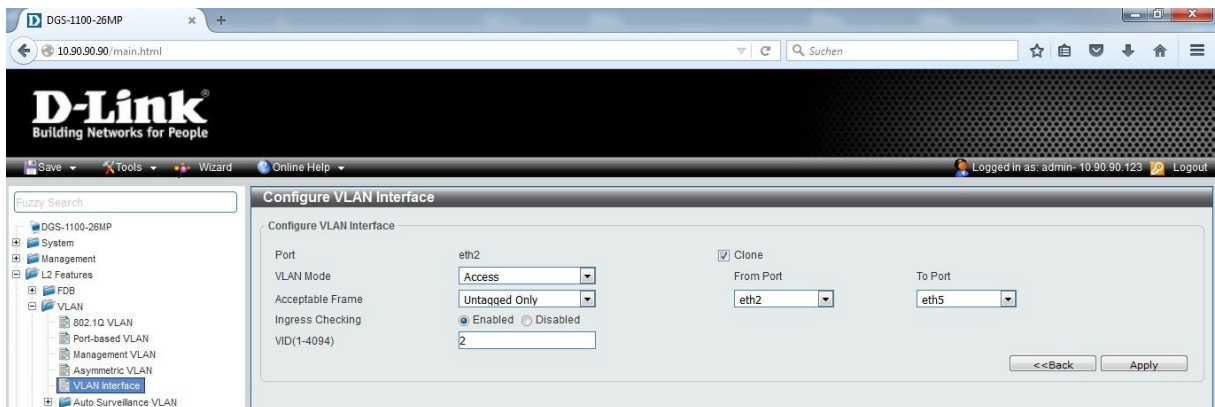 DGS-1100-26MP × +
10.90.90.90/main.html Suchen
D-Link®
Building Networks for People
Save Tools Wizard Online Help Logged in as: admin- 10.90.90.123 Logout
Fuzzy Search
DGS-1100-26MP
System
Management
L2 Features
FDB
VLAN
802.1Q VLAN
Port-based VLAN
Management VLAN
Asymmetric VLAN
VLAN Interface
Auto Surveillance VLAN
Configure VLAN Interface
Configure VLAN Interface
Port eth2 Clone
VLAN Mode Access From Port To Port
Acceptable Frame Untagged Only eth2 eth5
Ingress Checking Enabled Disabled
VID(1-4094) 2
<<Back Apply